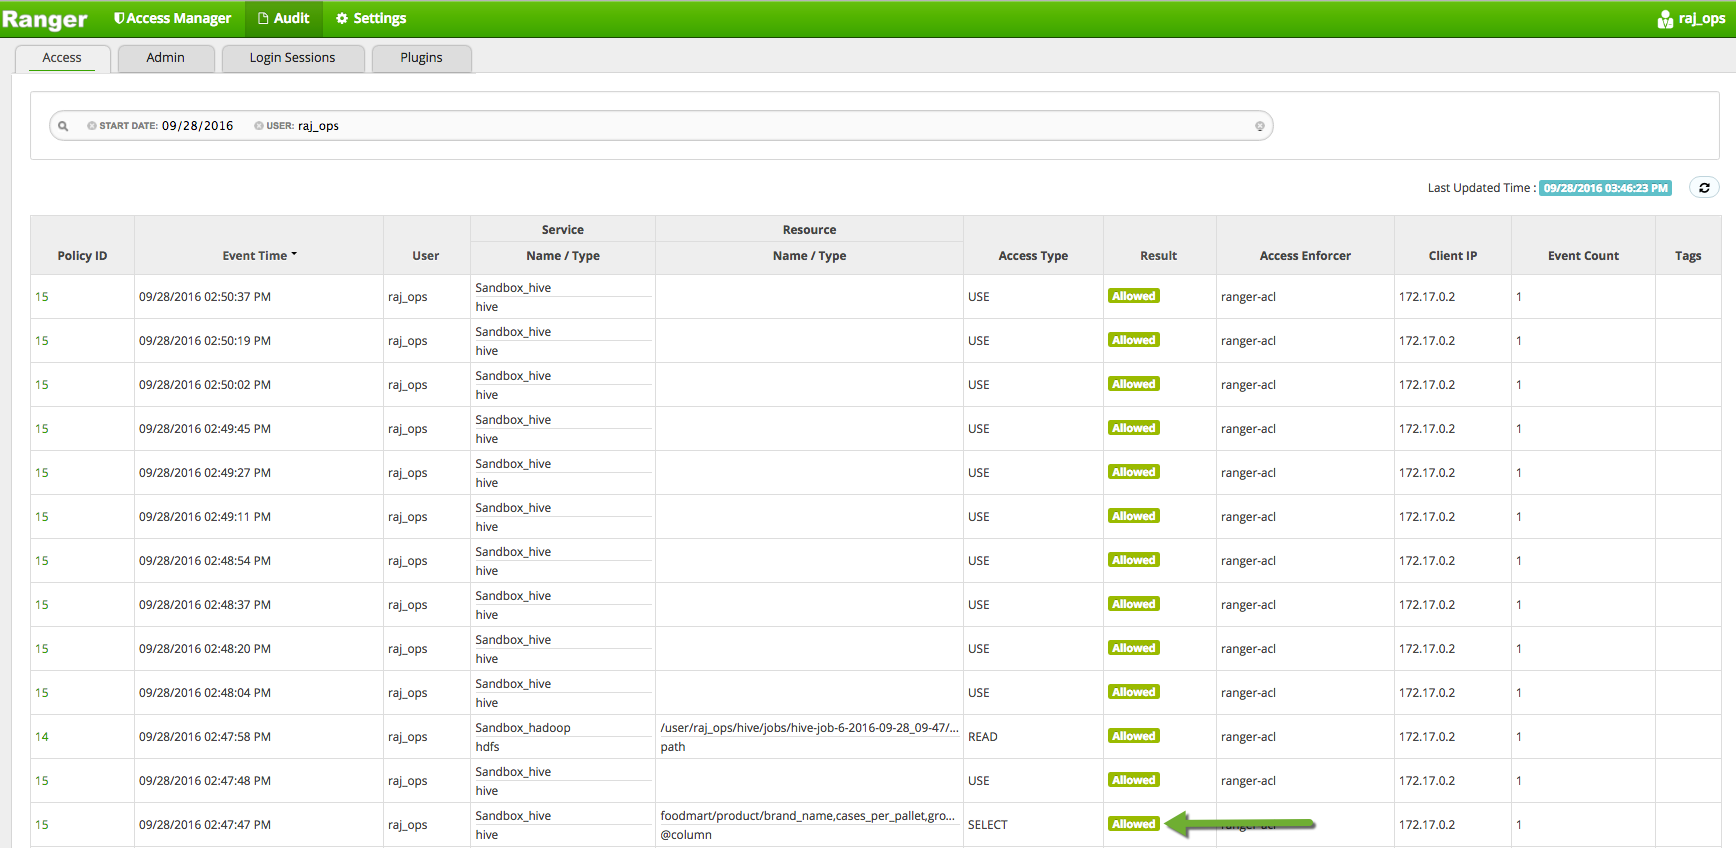 Ranger Access Manager Audit Settings raj_ops
Access Admin Login Sessions Plugins
START DATE: 09/28/2016 USER: raj_ops
Last Updated Time : 09/28/2016 03:46:23 PM
Service Resource
Policy ID Event Time User Name / Type Name / Type Access Type Result Access Enforcer Client IP Event Count Tags
Sandbox_hive
15 09/28/2016 02:50:37 PM raj_ops USE Allowed ranger-acl 172.17.0.2 1
hive
Sandbox_hive
15 09/28/2016 02:50:19 PM raj_ops USE Allowed ranger-acl 172.17.0.2 1
hive
Sandbox_hive
15 09/28/2016 02:50:02 PM raj_ops USE Allowed ranger-acl 172.17.0.2 1
hive
Sandbox_hive
15 09/28/2016 02:49:45 PM raj_ops USE Allowed ranger-acl 172.17.0.2 1
hive
Sandbox_hive
15 09/28/2016 02:49:27 PM raj_ops USE Allowed ranger-acl 172.17.0.2 1
hive
Sandbox_hive
15 09/28/2016 02:49:11 PM raj_ops USE Allowed ranger-acl 172.17.0.2 1
hive
Sandbox_hive
15 09/28/2016 02:48:54 PM raj_ops USE Allowed ranger-acl 172.17.0.2 1
hive
Sandbox_hive
15 09/28/2016 02:48:37 PM raj_ops USE Allowed ranger-acl 172.17.0.2 1
hive
Sandbox_hive
15 09/28/2016 02:48:20 PM raj_ops USE Allowed ranger-acl 172.17.0.2 1
hive
Sandbox_hive
15 09/28/2016 02:48:04 PM raj_ops USE Allowed ranger-acl 172.17.0.2 1
hive
Sandbox_hadoop /user/raj_ops/hive/jobs/hive-job-6-2016-09-28_09-47/...
14 09/28/2016 02:47:58 PM raj_ops READ Allowed ranger-acl 172.17.0.2 1
hdfs path
Sandbox_hive
15 09/28/2016 02:47:48 PM raj_ops USE Allowed ranger-acl 172.17.0.2 1
hive
Sandbox_hive foodmart/product/brand_name,cases_per_pallet,gro...
15 09/28/2016 02:47:47 PM raj_ops SELECT Allowed ranger-acl 172.17.0.2 1
hive @column